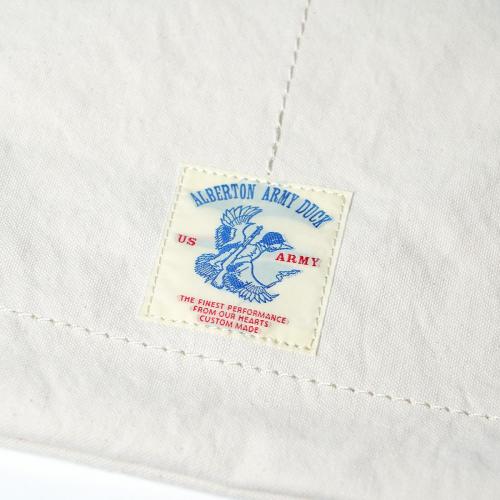 ALBERTON ARMY DUCK
US ARMY
THE FINEST PERFORMANCE
FROM OUR HEARTS
CUSTOM MADE